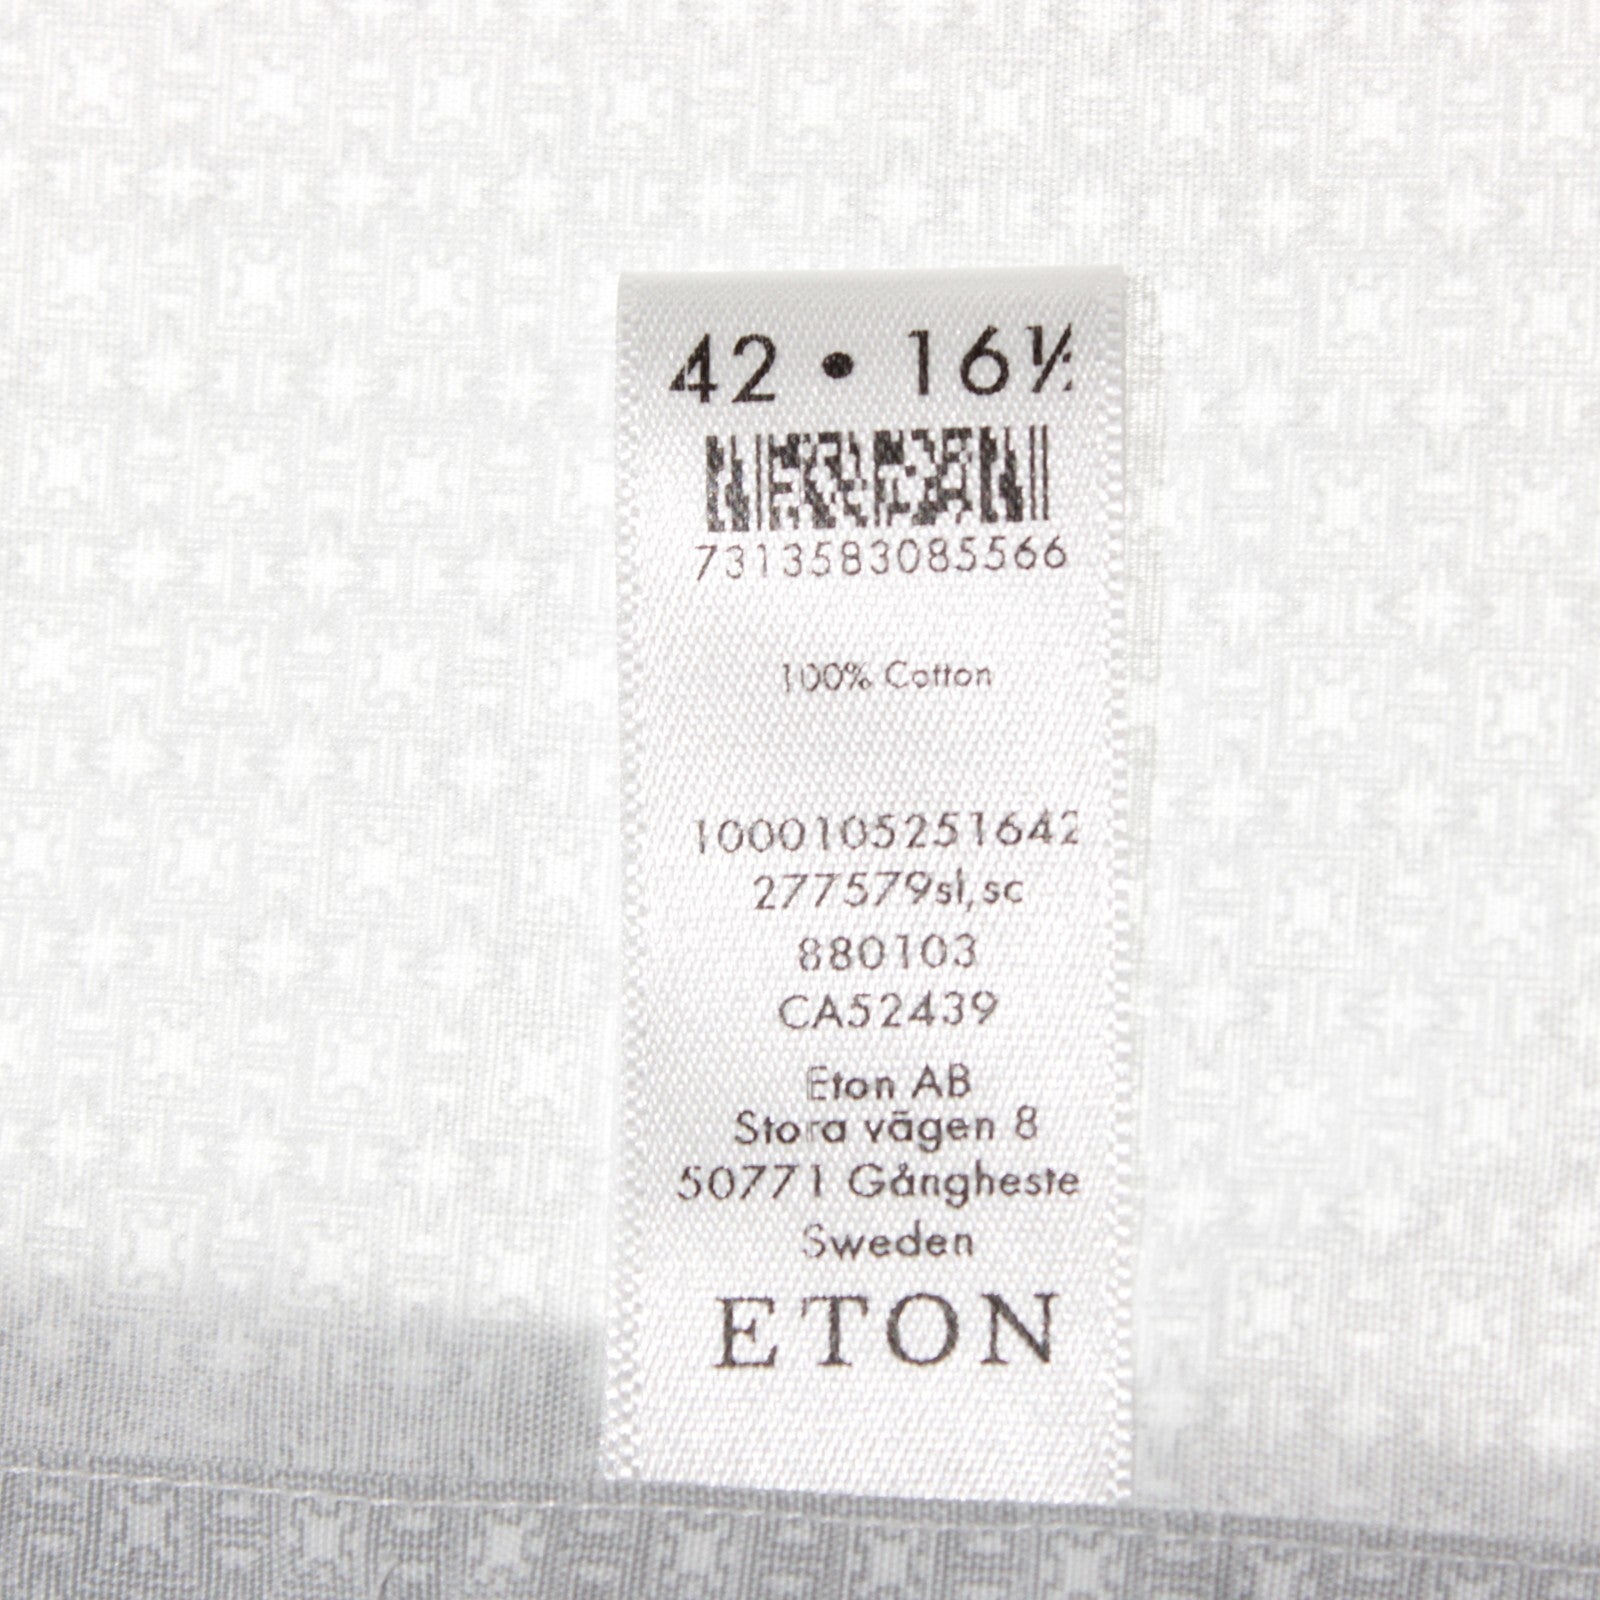 42 • 16½
7313583085566
100% Cotton
1000105251642
277579sl,sc
880103
CA52439
Eton AB
Stora vägen 8
50771 Gångheste
Sweden
ETON